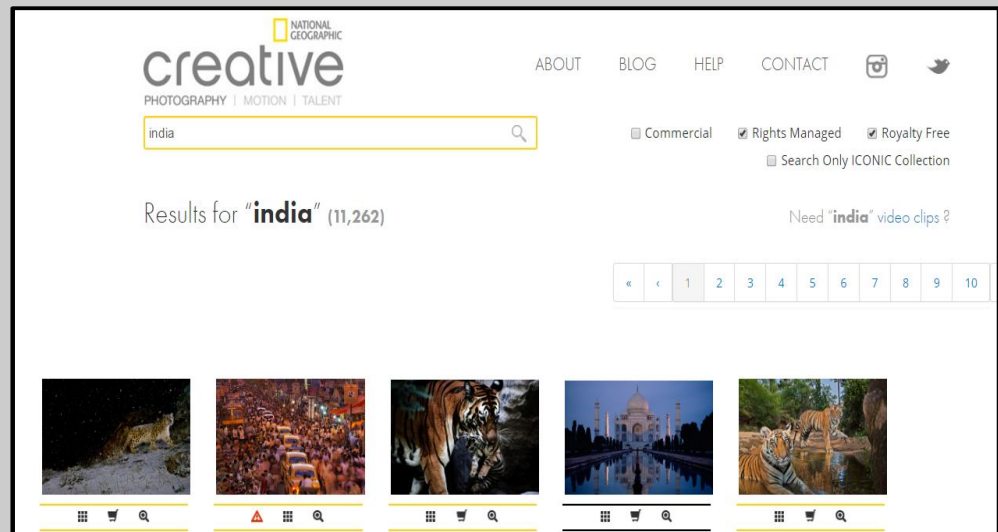 NATIONAL
GEOGRAPHIC
creative
PHOTOGRAPHY | MOTION | TALENT
ABOUT BLOG HELP CONTACT
india
Commercial Rights Managed Royalty Free
Search Only ICONIC Collection
Results for "india" (11,262)
Need "india" video clips ?
« ‹ 1 2 3 4 5 6 7 8 9 10